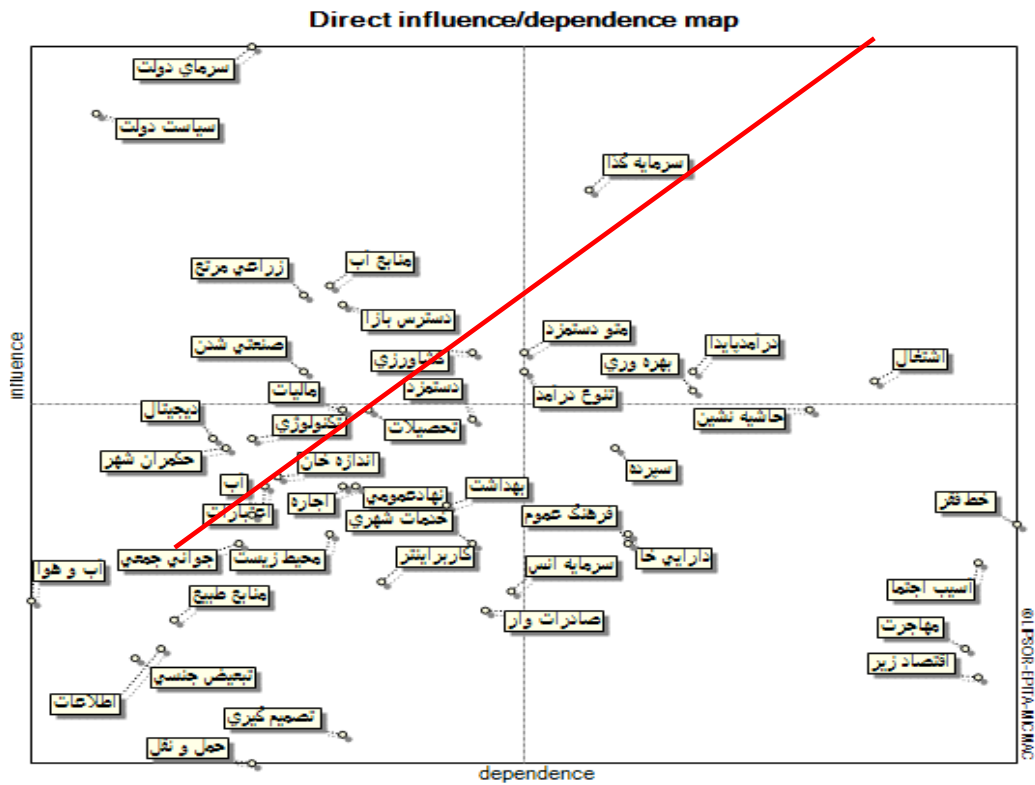 Direct influence/dependence map
سرماي دولت
سياست دولت
سرمايه گذا
منابع آب
زراعي مرتع
دسترس بازا
صنعتي شدن
كشاورزي
متو دستمزد
درآمدپايدا
بهره وري
اشتغال
influence
ماليات
دستمزد
تنوع درآمد
ديجيتال
تكنولوژي
تحصيلات
حاشيه نشين
حكمران شهر
اندازه خان
سپرده
آب
اعتبارات
اجاره
نهادعمومي
بهداشت
خدمات شهري
فرهنگ عموم
خط فقر
جواني جمعي
محيط زيست
كاربر اينتر
سرمايه انس
دارايي خا
آب و هوا
آسيب اجتما
منابع طبيع
صادرات وار
مهاجرت
اقتصاد زير
تبعيض جنسي
اطلاعات
تصميم گيري
حمل و نقل
dependence
© LIPSOR-EPITA-MICMAC